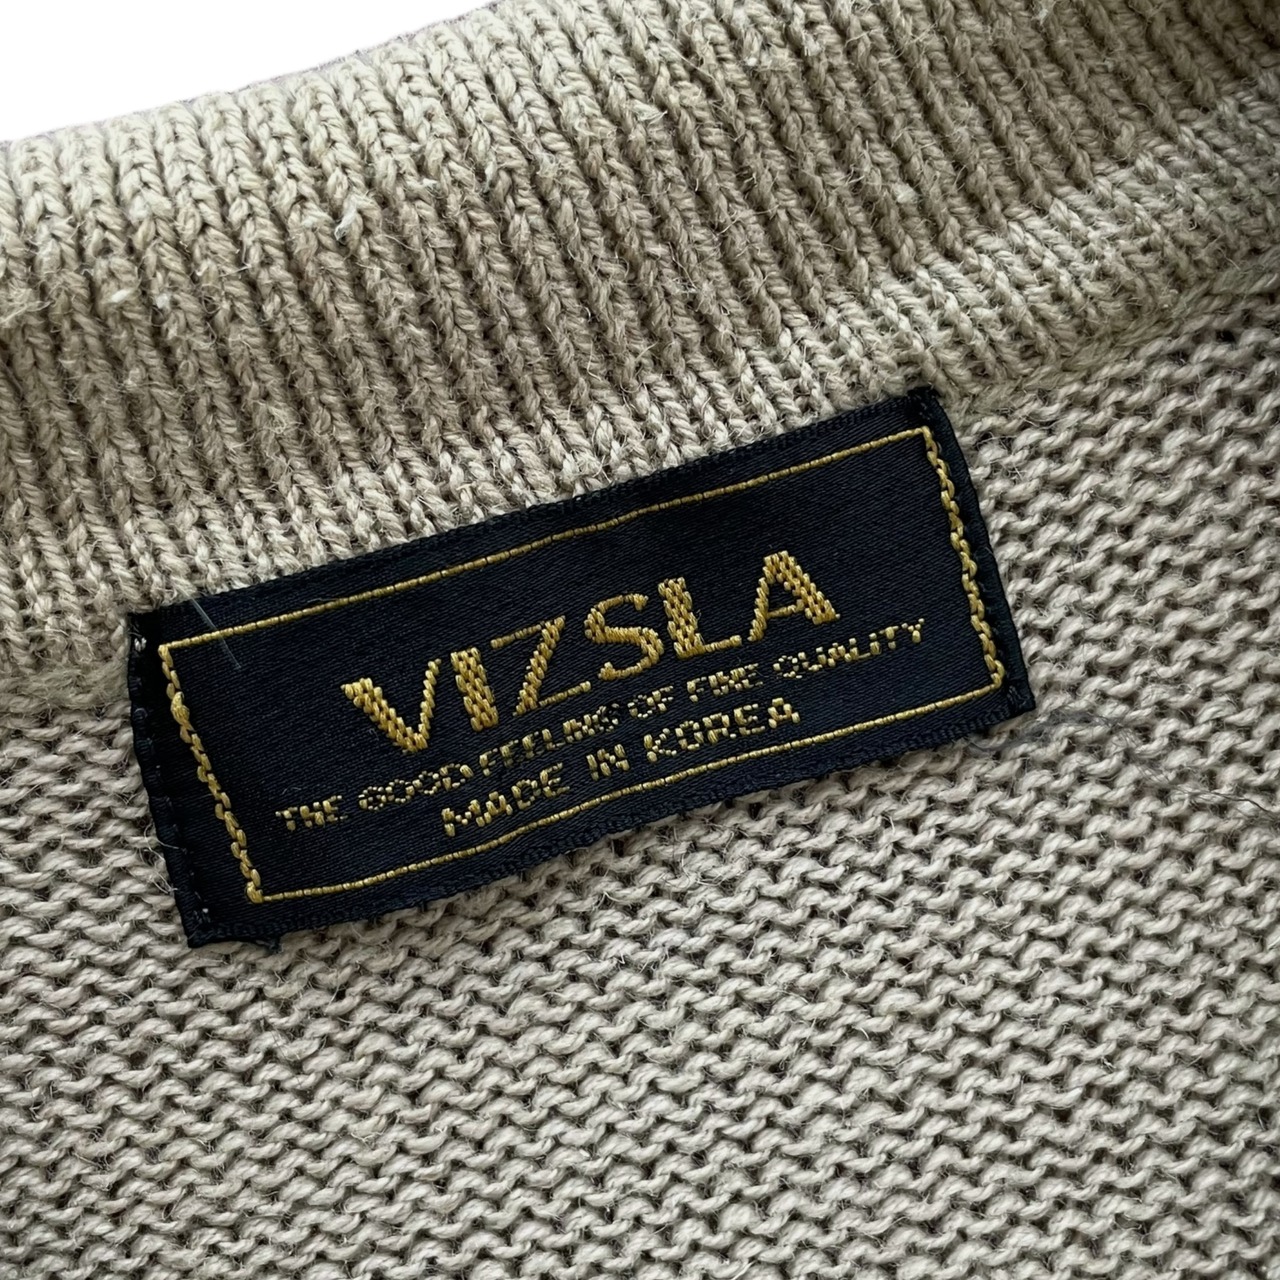 VIZSLA
THE GOOD FEELING OF FINE QUALITY
MADE IN KOREA